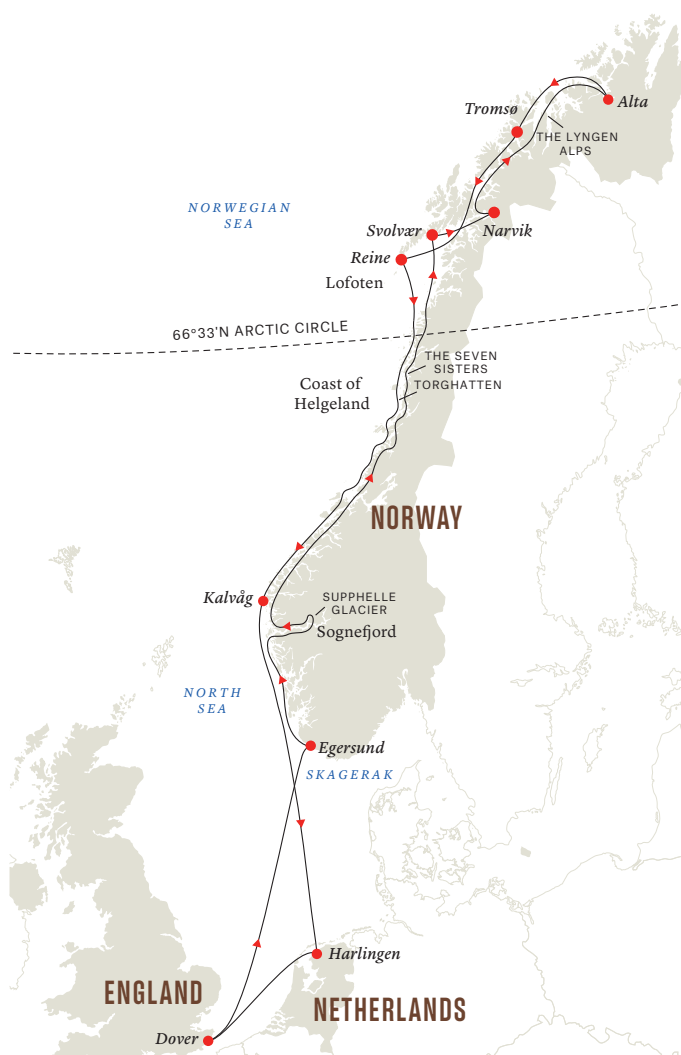 Tromsø
Alta
THE LYNGEN
ALPS
NORWEGIAN
SEA
Svolvær
Narvik
Reine
Lofoten
66°33’N ARCTIC CIRCLE
THE SEVEN
SISTERS
Coast of
Helgeland
TORGHATTEN
NORWAY
Kalvåg
SUPPHELLE
GLACIER
Sognefjord
NORTH
SEA
Egersund
SKAGERAK
Harlingen
ENGLAND
NETHERLANDS
Dover